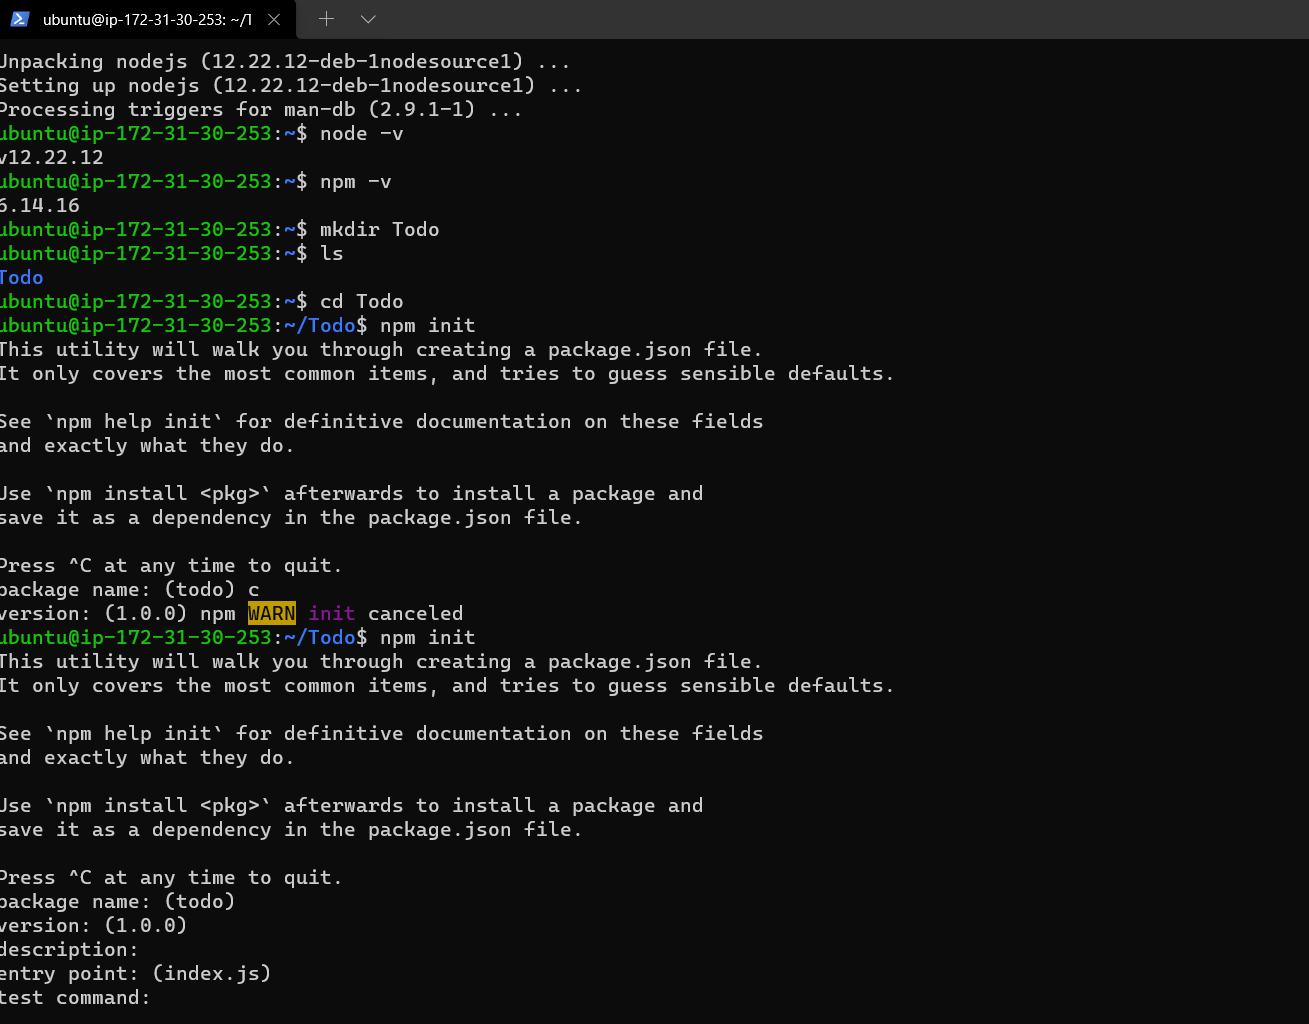 ubuntu@ip-172-31-30-253: ~/T
Unpacking nodejs (12.22.12-deb-1nodesource1) ...
Setting up nodejs (12.22.12-deb-1nodesource1) ...
Processing triggers for man-db (2.9.1-1) ...
ubuntu@ip-172-31-30-253:~$ node -v
v12.22.12
ubuntu@ip-172-31-30-253:~$ npm -v
6.14.16
ubuntu@ip-172-31-30-253:~$ mkdir Todo
ubuntu@ip-172-31-30-253:~$ ls
Todo
ubuntu@ip-172-31-30-253:~$ cd Todo
ubuntu@ip-172-31-30-253:~/Todo$ npm init
This utility will walk you through creating a package.json file.
It only covers the most common items, and tries to guess sensible defaults.
See `npm help init` for definitive documentation on these fields
and exactly what they do.
Use `npm install <pkg>` afterwards to install a package and
save it as a dependency in the package.json file.
Press ^C at any time to quit.
package name: (todo) c
version: (1.0.0) npm WARN init canceled
ubuntu@ip-172-31-30-253:~/Todo$ npm init
This utility will walk you through creating a package.json file.
It only covers the most common items, and tries to guess sensible defaults.
See `npm help init` for definitive documentation on these fields
and exactly what they do.
Use `npm install <pkg>` afterwards to install a package and
save it as a dependency in the package.json file.
Press ^C at any time to quit.
package name: (todo)
version: (1.0.0)
description:
entry point: (index.js)
test command: